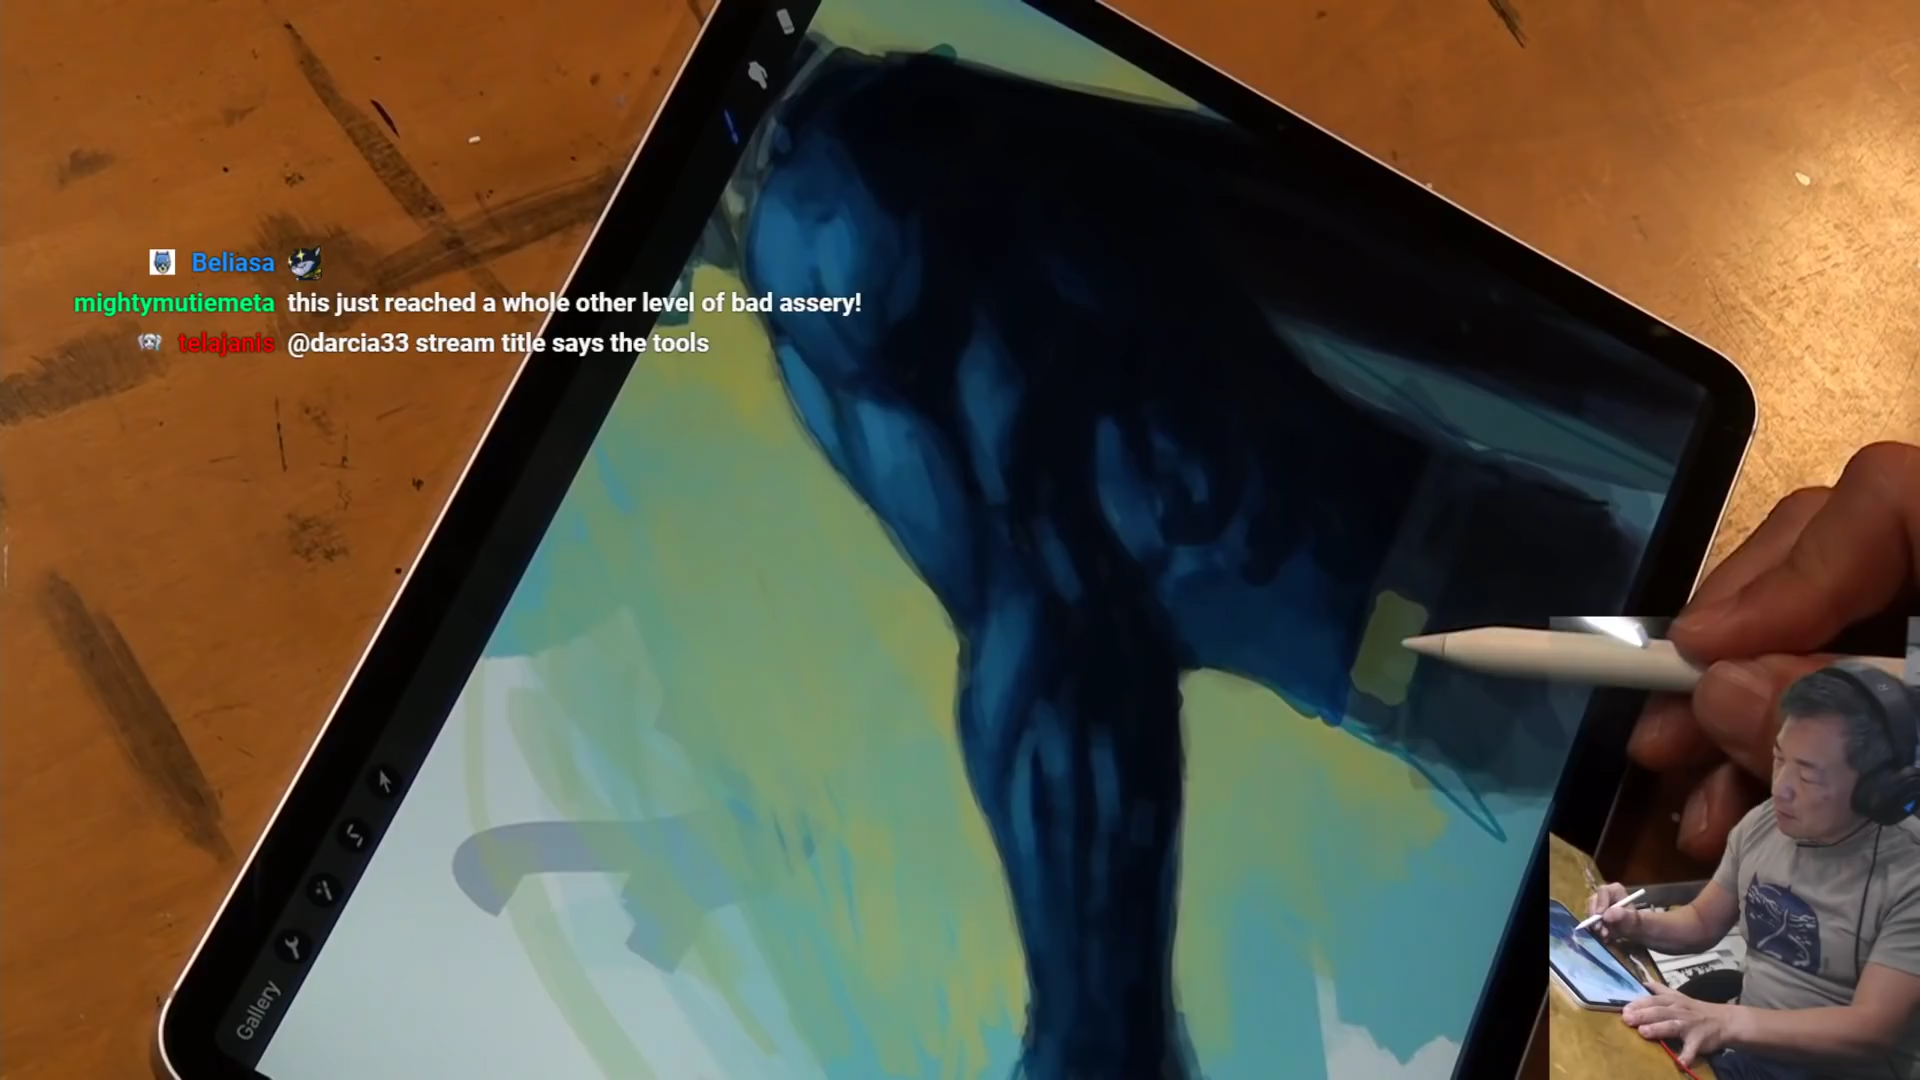 Beliasa
mightymutiemeta this just reached a whole other level of bad assery!
telajanis @darcia33 stream title says the tools
Gallery